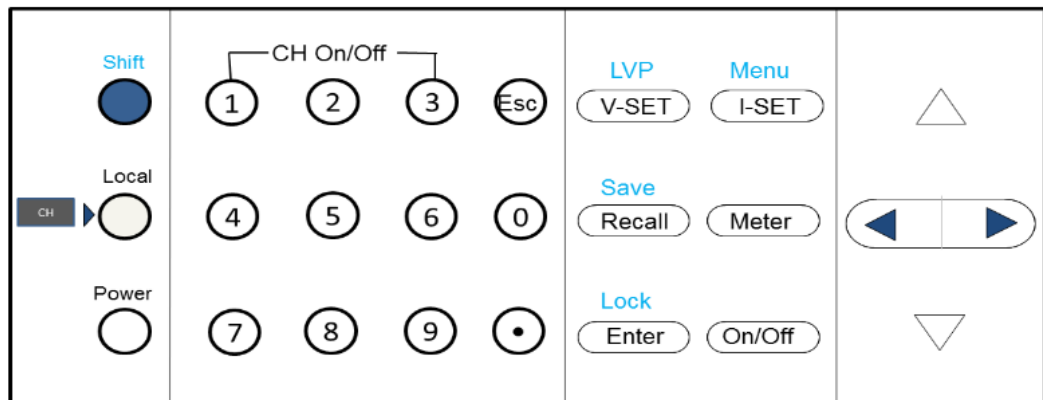 Shift CH On/Off LVP Menu
1 2 3 Esc V-SET I-SET
Local Save
CH 4 5 6 0 Recall Meter
Power Lock
7 8 9 • Enter On/Off